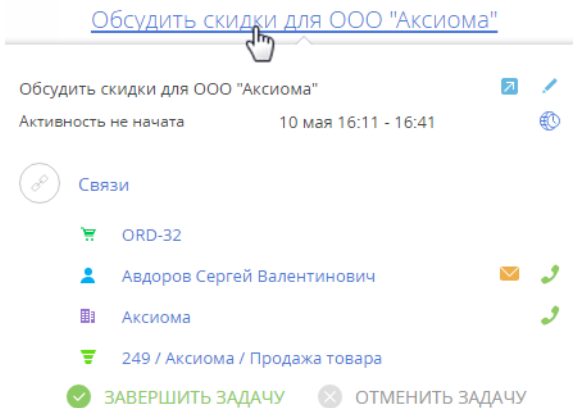 Обсудить скидки для ООО "Аксиома"
Обсудить скидки для ООО "Аксиома"
Активность не начата 10 мая 16:11 - 16:41
Связи
ORD-32
Авдоров Сергей Валентинович
Аксиома
249 / Аксиома / Продажа товара
ЗАВЕРШИТЬ ЗАДАЧУ ОТМЕНИТЬ ЗАДАЧУ